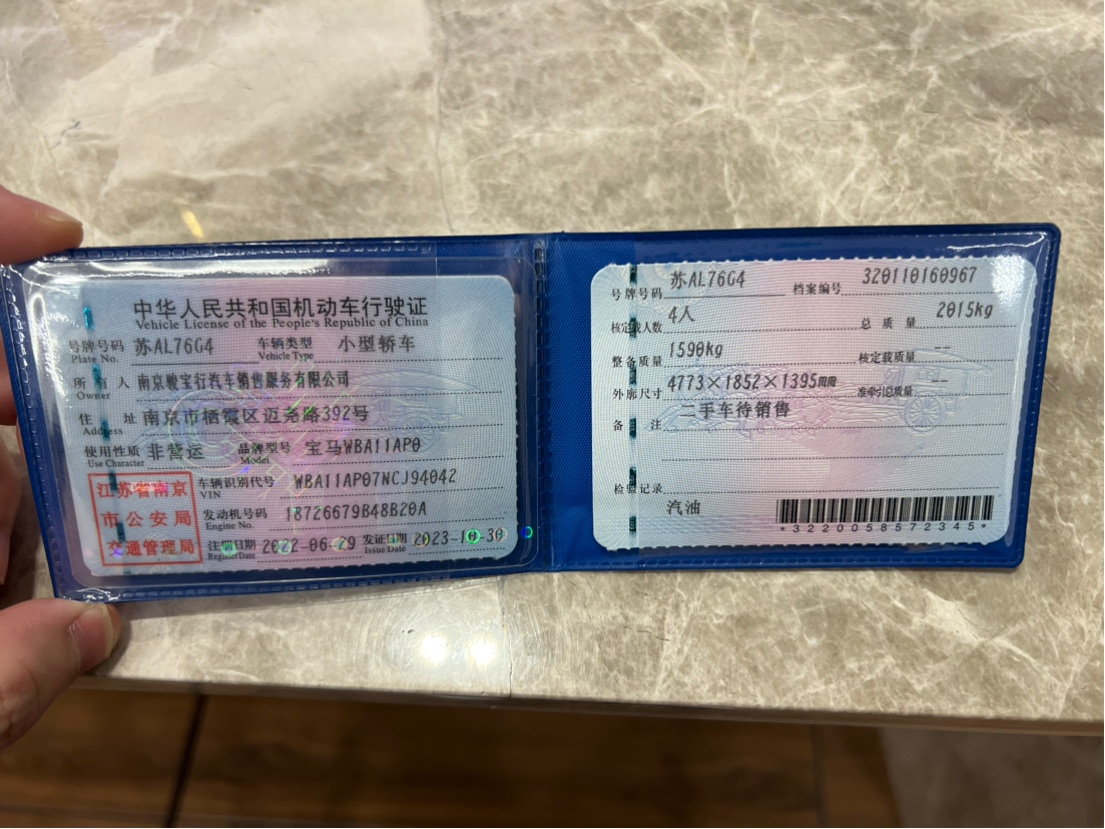 中华人民共和国机动车行驶证
Vehicle License of the People's Republic of China
号牌号码 苏AL76G4 车辆类型 小型轿车
Plate No. Vehicle Type
所有人 南京骏宝行汽车销售服务有限公司
Owner
住址 南京市栖霞区迈尧路392号
Address
使用性质 非营运 品牌型号 宝马WBA11AP0
Use Character Model
江苏省南京
市公安局
交通管理局
车辆识别代号 WBA11AP07NCJ94042
VIN
发动机号码 18726679B48B20A
Engine No.
注册日期 2022-06-29 发证日期 2023-10-30
Register Date Issue Date
号牌号码 苏AL76G4 档案编号 320110160967
核定载人数 4人 总质量 2015kg
整备质量 1590kg 核定载质量 --
外廓尺寸 4773×1852×1395mm 准牵引总质量 --
备注 二手车待销售
检验记录
汽油
*3220058572345*